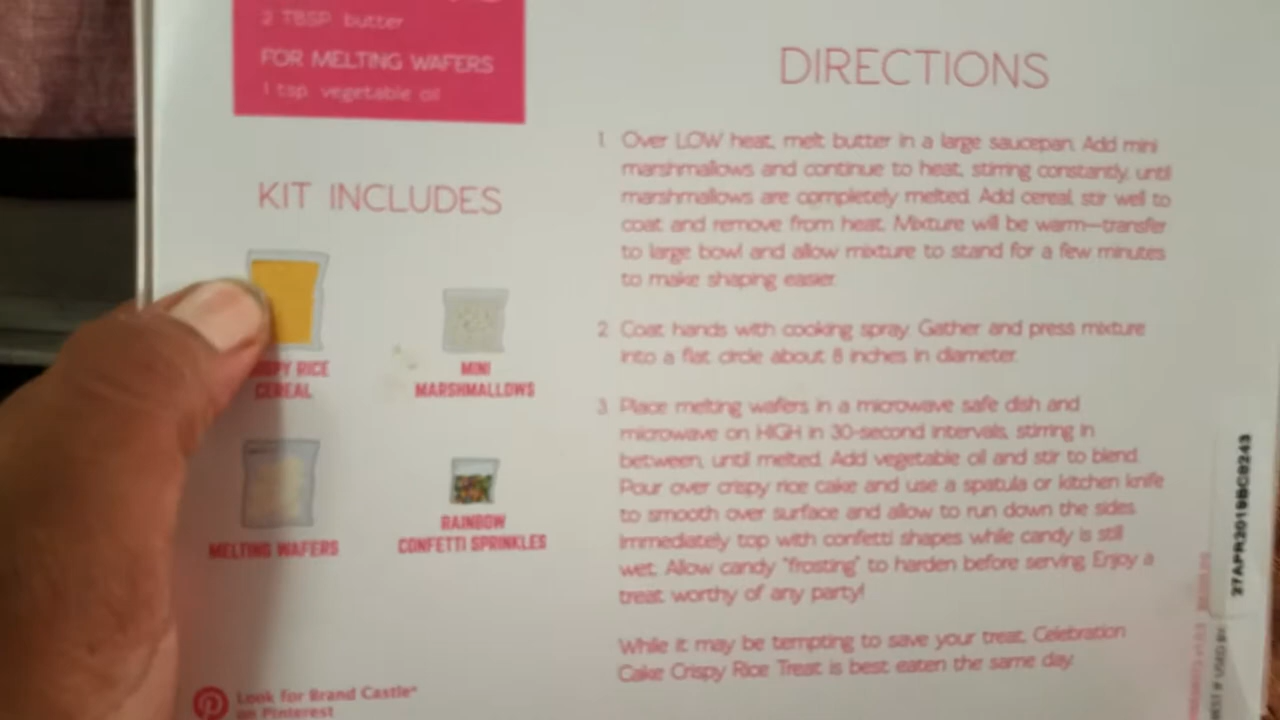 2 TBSP butter
FOR MELTING WAFERS
1 tsp vegetable oil
KIT INCLUDES
RICE
CEREAL
MINI
MARSHMALLOWS
MELTING WAFERS
RAINBOW
CONFETTI SPRINKLES
Look for Brand Castle®
on Pinterest
DIRECTIONS
1 Over LOW heat, melt butter in a large saucepan. Add mini
marshmallows and continue to heat, stirring constantly, until
marshmallows are completely melted. Add cereal, stir well to
coat and remove from heat. Mixture will be warm—transfer
to large bowl and allow mixture to stand for a few minutes
to make shaping easier.
2 Coat hands with cooking spray. Gather and press mixture
into a flat circle about 8 inches in diameter.
3 Place melting wafers in a microwave safe dish and
microwave on HIGH in 30-second intervals, stirring in
between, until melted. Add vegetable oil and stir to blend.
Pour over crispy rice cake and use a spatula or kitchen knife
to smooth over surface and allow to run down the sides.
Immediately top with confetti shapes while candy is still
wet. Allow candy "frosting" to harden before serving. Enjoy a
treat worthy of any party!
While it may be tempting to save your treat, Celebration
Cake Crispy Rice Treat is best eaten the same day.
27APR2019BC8243
IF USED BY